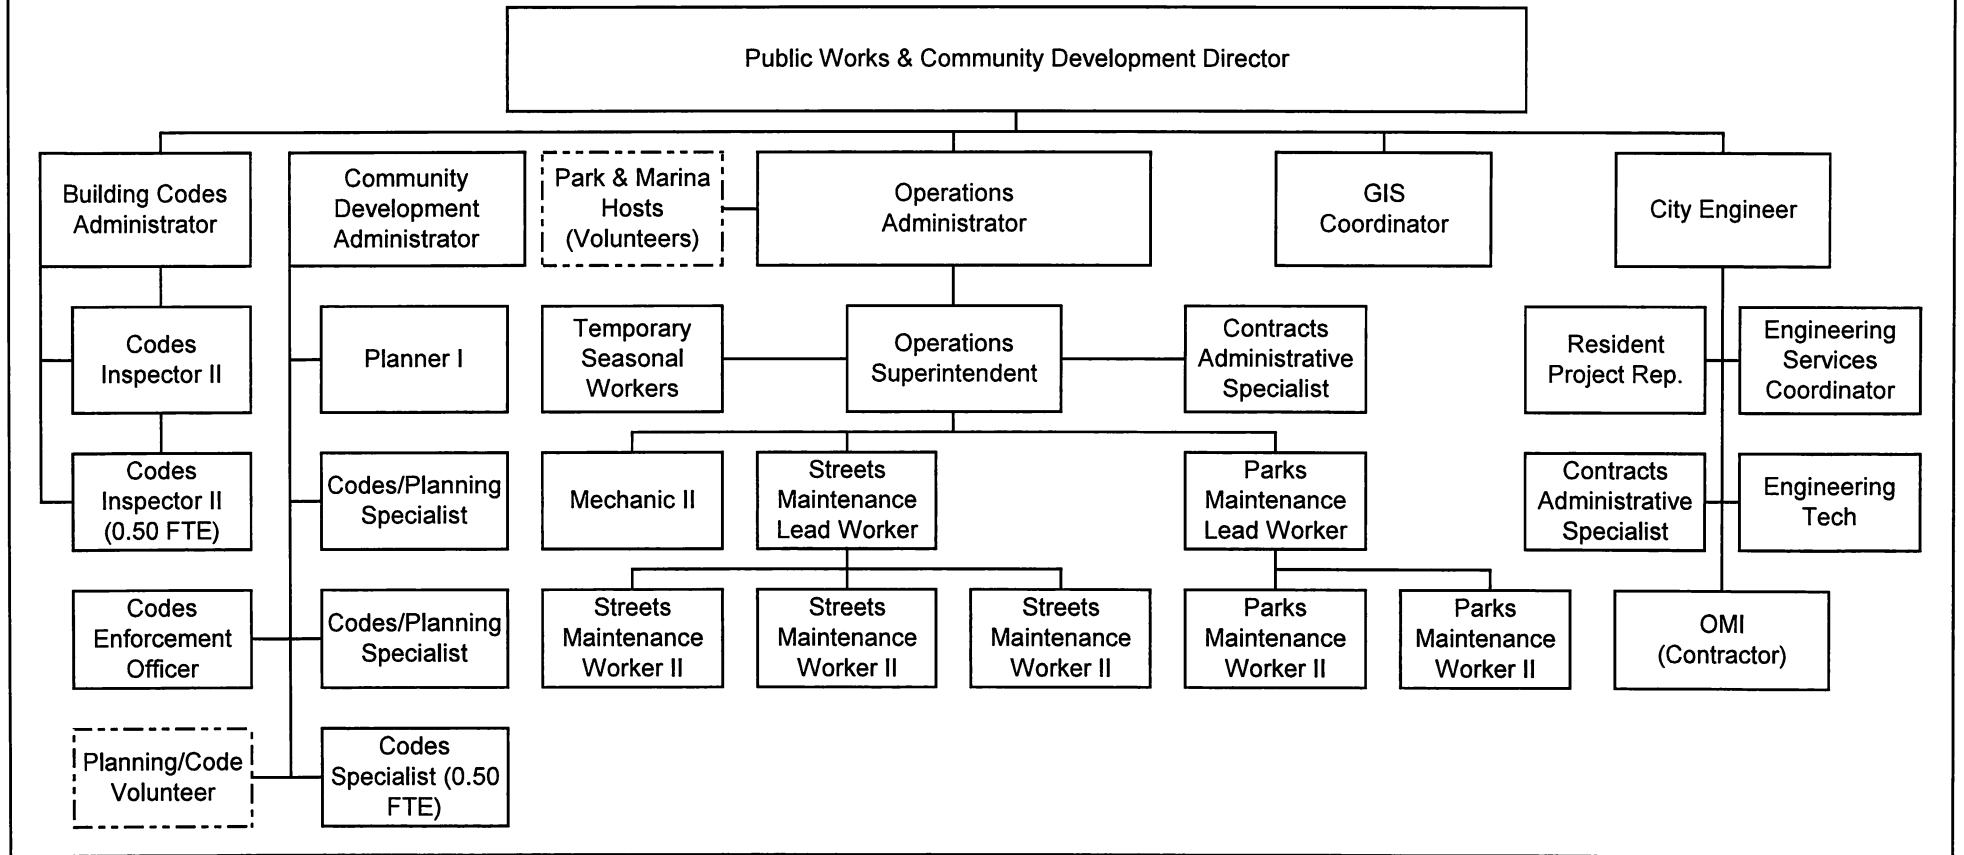 Public Works & Community Development Director
Building Codes
Administrator
Community
Development
Administrator
Park & Marina
Hosts
(Volunteers)
Operations
Administrator
GIS
Coordinator
City Engineer
Codes
Inspector II
Planner I
Temporary
Seasonal
Workers
Operations
Superintendent
Contracts
Administrative
Specialist
Resident
Project Rep.
Engineering
Services
Coordinator
Codes
Inspector II
(0.50 FTE)
Codes/Planning
Specialist
Mechanic II
Streets
Maintenance
Lead Worker
Parks
Maintenance
Lead Worker
Contracts
Administrative
Specialist
Engineering
Tech
Codes
Enforcement
Officer
Codes/Planning
Specialist
Streets
Maintenance
Worker II
Streets
Maintenance
Worker II
Streets
Maintenance
Worker II
Parks
Maintenance
Worker II
Parks
Maintenance
Worker II
OMI
(Contractor)
Planning/Code
Volunteer
Codes
Specialist (0.50
FTE)